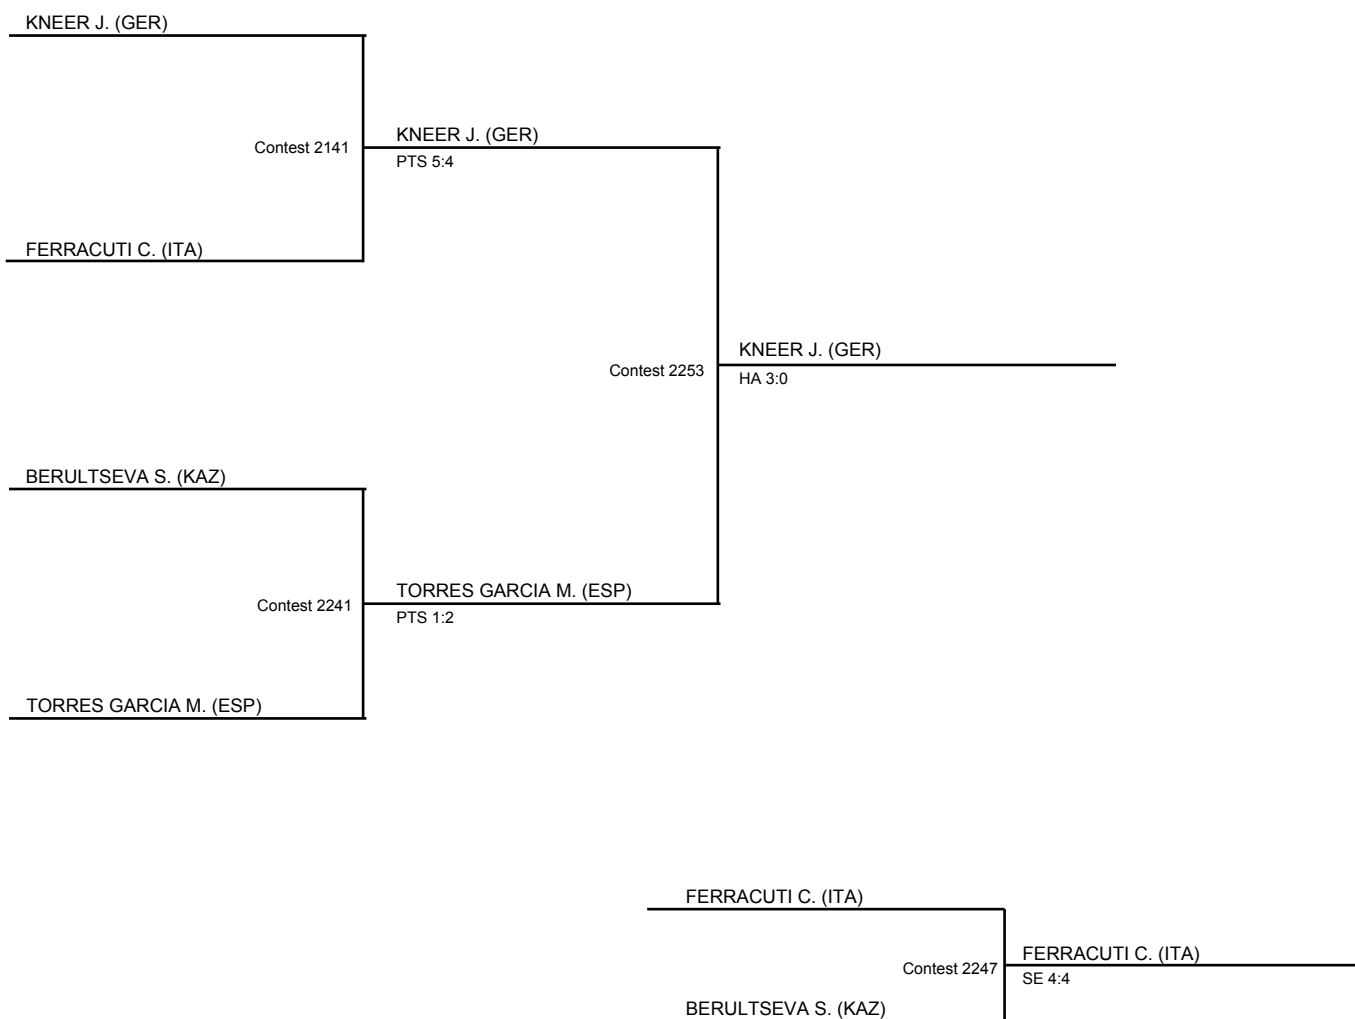 KNEER J. (GER)
Contest 2141
KNEER J. (GER)
PTS 5:4
FERRACUTI C. (ITA)
Contest 2253
KNEER J. (GER)
HA 3:0
BERULTSEVA S. (KAZ)
Contest 2241
TORRES GARCIA M. (ESP)
PTS 1:2
TORRES GARCIA M. (ESP)
FERRACUTI C. (ITA)
Contest 2247
FERRACUTI C. (ITA)
SE 4:4
BERULTSEVA S. (KAZ)